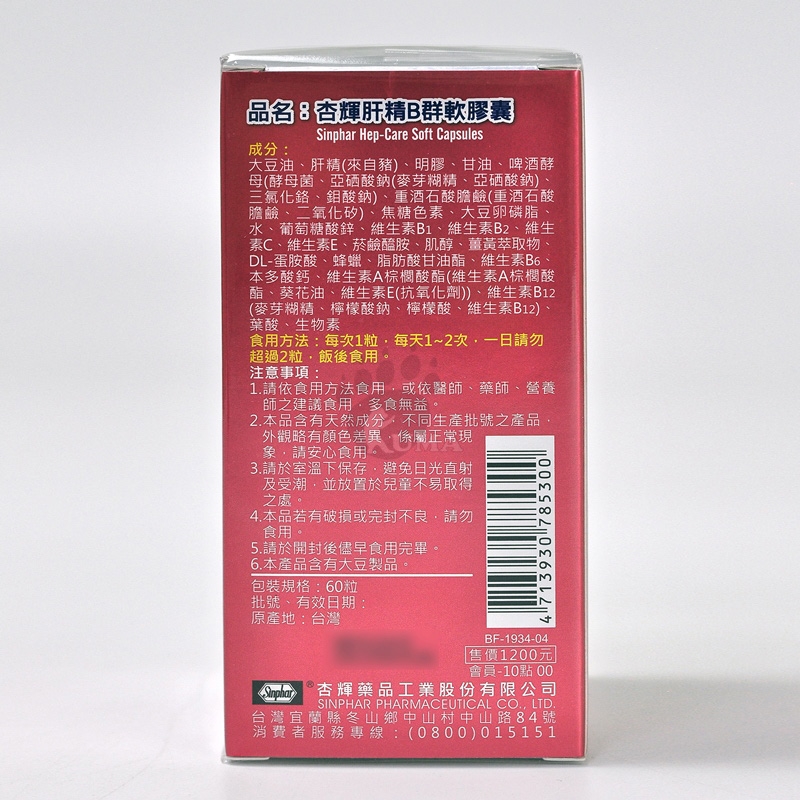 品名：杏輝肝精B群軟膠囊
Sinphar Hep-Care Soft Capsules
成分：
大豆油、肝精(來自豬)、明膠、甘油、啤酒酵
母(酵母菌、亞硒酸鈉(麥芽糊精、亞硒酸鈉)、
三氯化鉻、鉬酸鈉)、重酒石酸膽鹼(重酒石酸
膽鹼、二氧化矽)、焦糖色素、大豆卵磷脂、
水、葡萄糖酸鋅、維生素B1、維生素B2、維生
素C、維生素E、菸鹼醯胺、肌醇、薑黃萃取物、
DL-蛋胺酸、蜂蠟、脂肪酸甘油酯、維生素B6、
本多酸鈣、維生素A棕櫚酸酯(維生素A棕櫚酸
酯、葵花油、維生素E(抗氧化劑))、維生素B12
(麥芽糊精、檸檬酸鈉、檸檬酸、維生素B12)、
葉酸、生物素
食用方法：每次1粒，每天1~2次，一日請勿
超過2粒，飯後食用。
注意事項：
1.請依食用方法食用，或依醫師、藥師、營養
師之建議食用，多食無益。
2.本品含有天然成分，不同生產批號之產品，
外觀略有顏色差異，係屬正常現
象，請安心食用。
KUMA
3.請於室溫下保存，避免日光直射
及受潮，並放置於兒童不易取得
之處。
4.本品若有破損或完封不良，請勿
食用。
5.請於開封後儘早食用完畢。
6.本產品含有大豆製品。
包裝規格：60粒
批號、有效日期：
原產地：台灣
4 713930 785300
BF-1934-04
售價1200元
會員-10點 00
Sinphar ® 杏輝藥品工業股份有限公司
SINPHAR PHARMACEUTICAL CO., LTD.
台灣宜蘭縣冬山鄉中山村中山路84號
消費者服務專線：(0800)015151